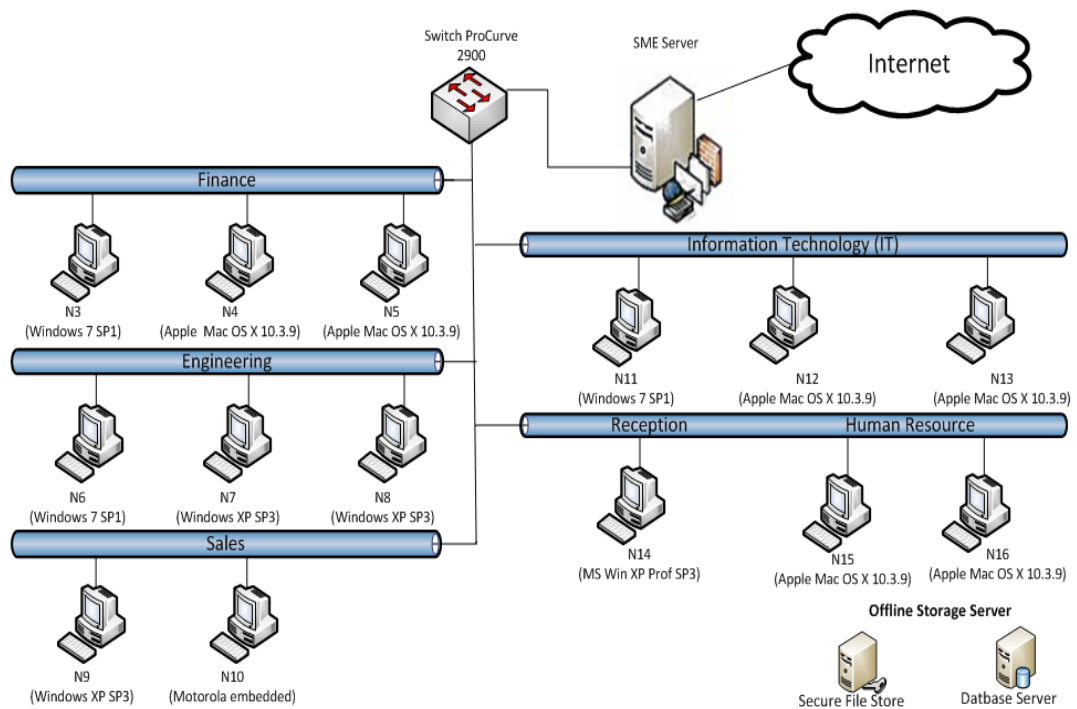 Switch ProCurve
2900
SME Server
Internet
Finance
N3
(Windows 7 SP1)
N4
(Apple Mac OS X 10.3.9)
N5
(Apple Mac OS X 10.3.9)
Information Technology (IT)
N11
(Windows 7 SP1)
N12
(Apple Mac OS X 10.3.9)
N13
(Apple Mac OS X 10.3.9)
Engineering
N6
(Windows 7 SP1)
N7
(Windows XP SP3)
N8
(Windows XP SP3)
Reception
Human Resource
N14
(MS Win XP Prof SP3)
N15
(Apple Mac OS X 10.3.9)
N16
(Apple Mac OS X 10.3.9)
Sales
N9
(Windows XP SP3)
N10
(Motorola embedded)
Offline Storage Server
Secure File Store
Datbase Server